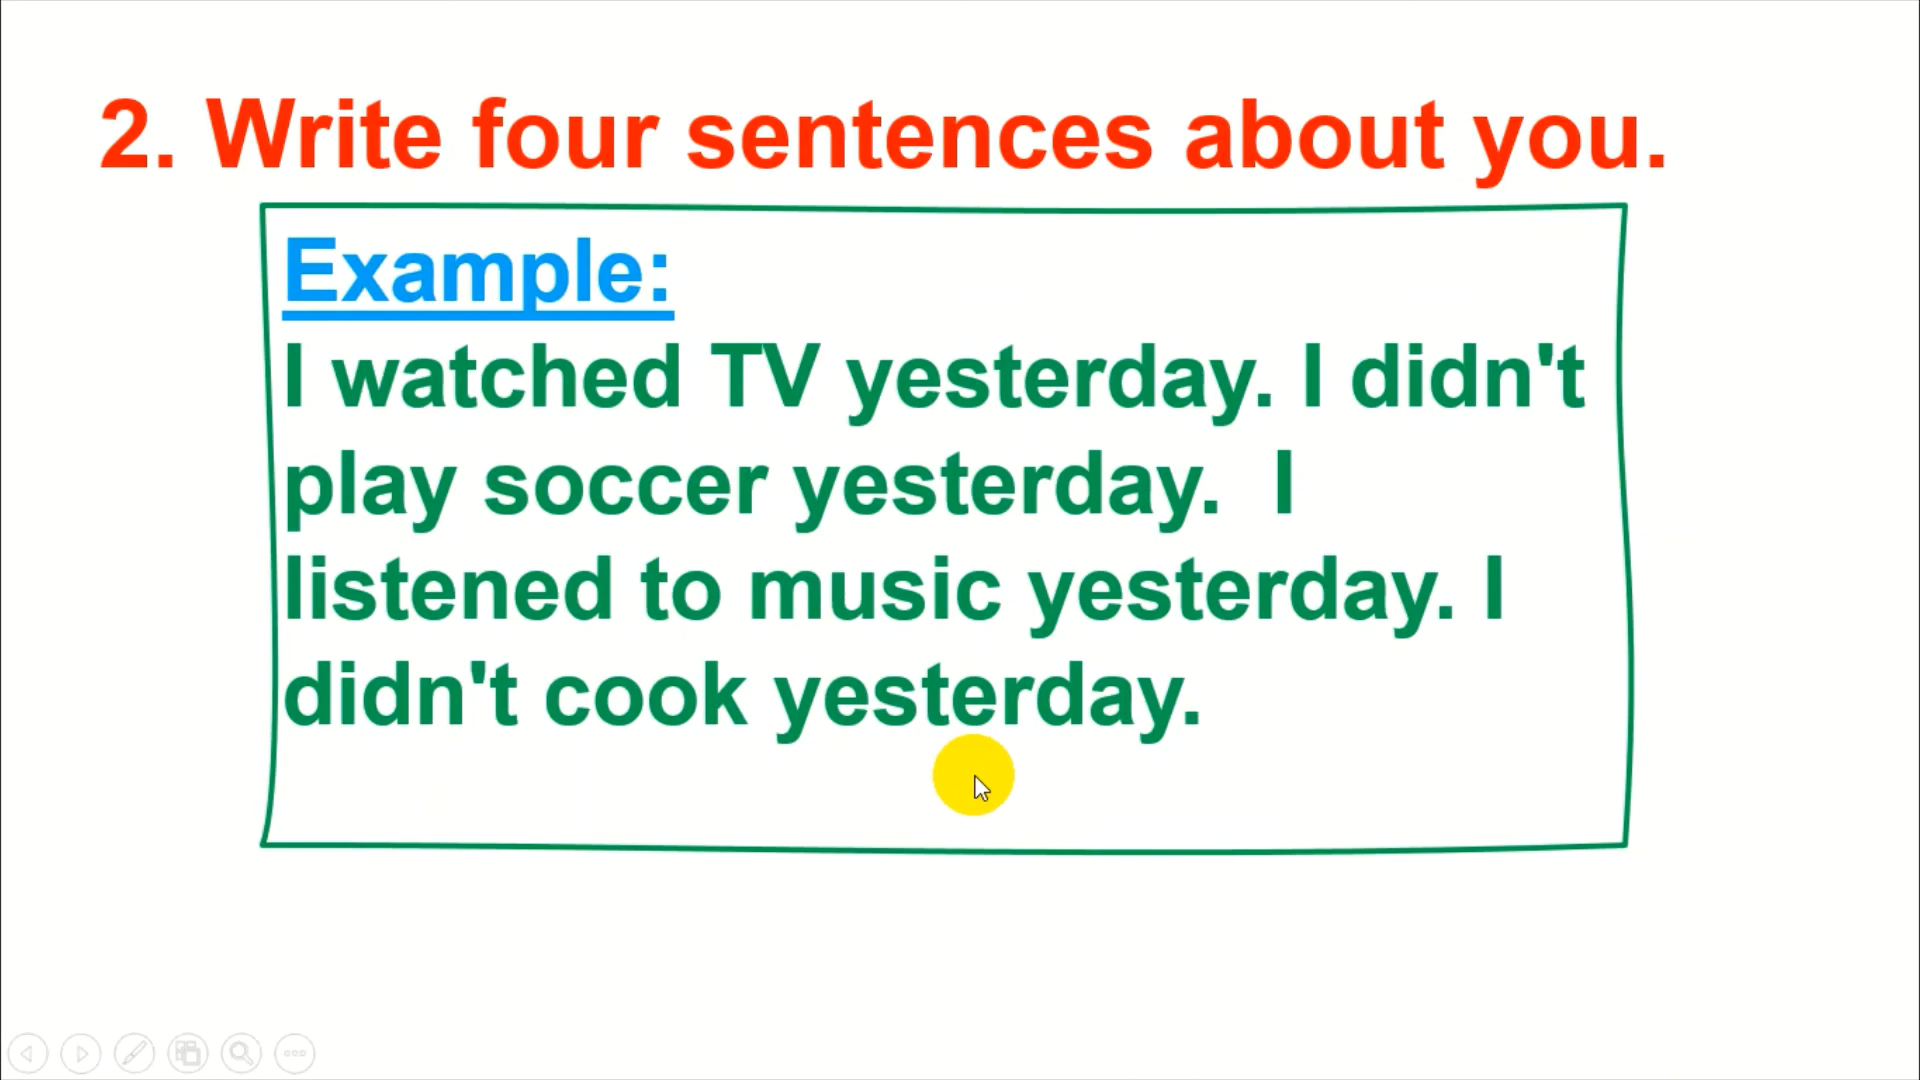 2. Write four sentences about you.
Example:
I watched TV yesterday. I didn't
play soccer yesterday.  I
listened to music yesterday. I
didn't cook yesterday.